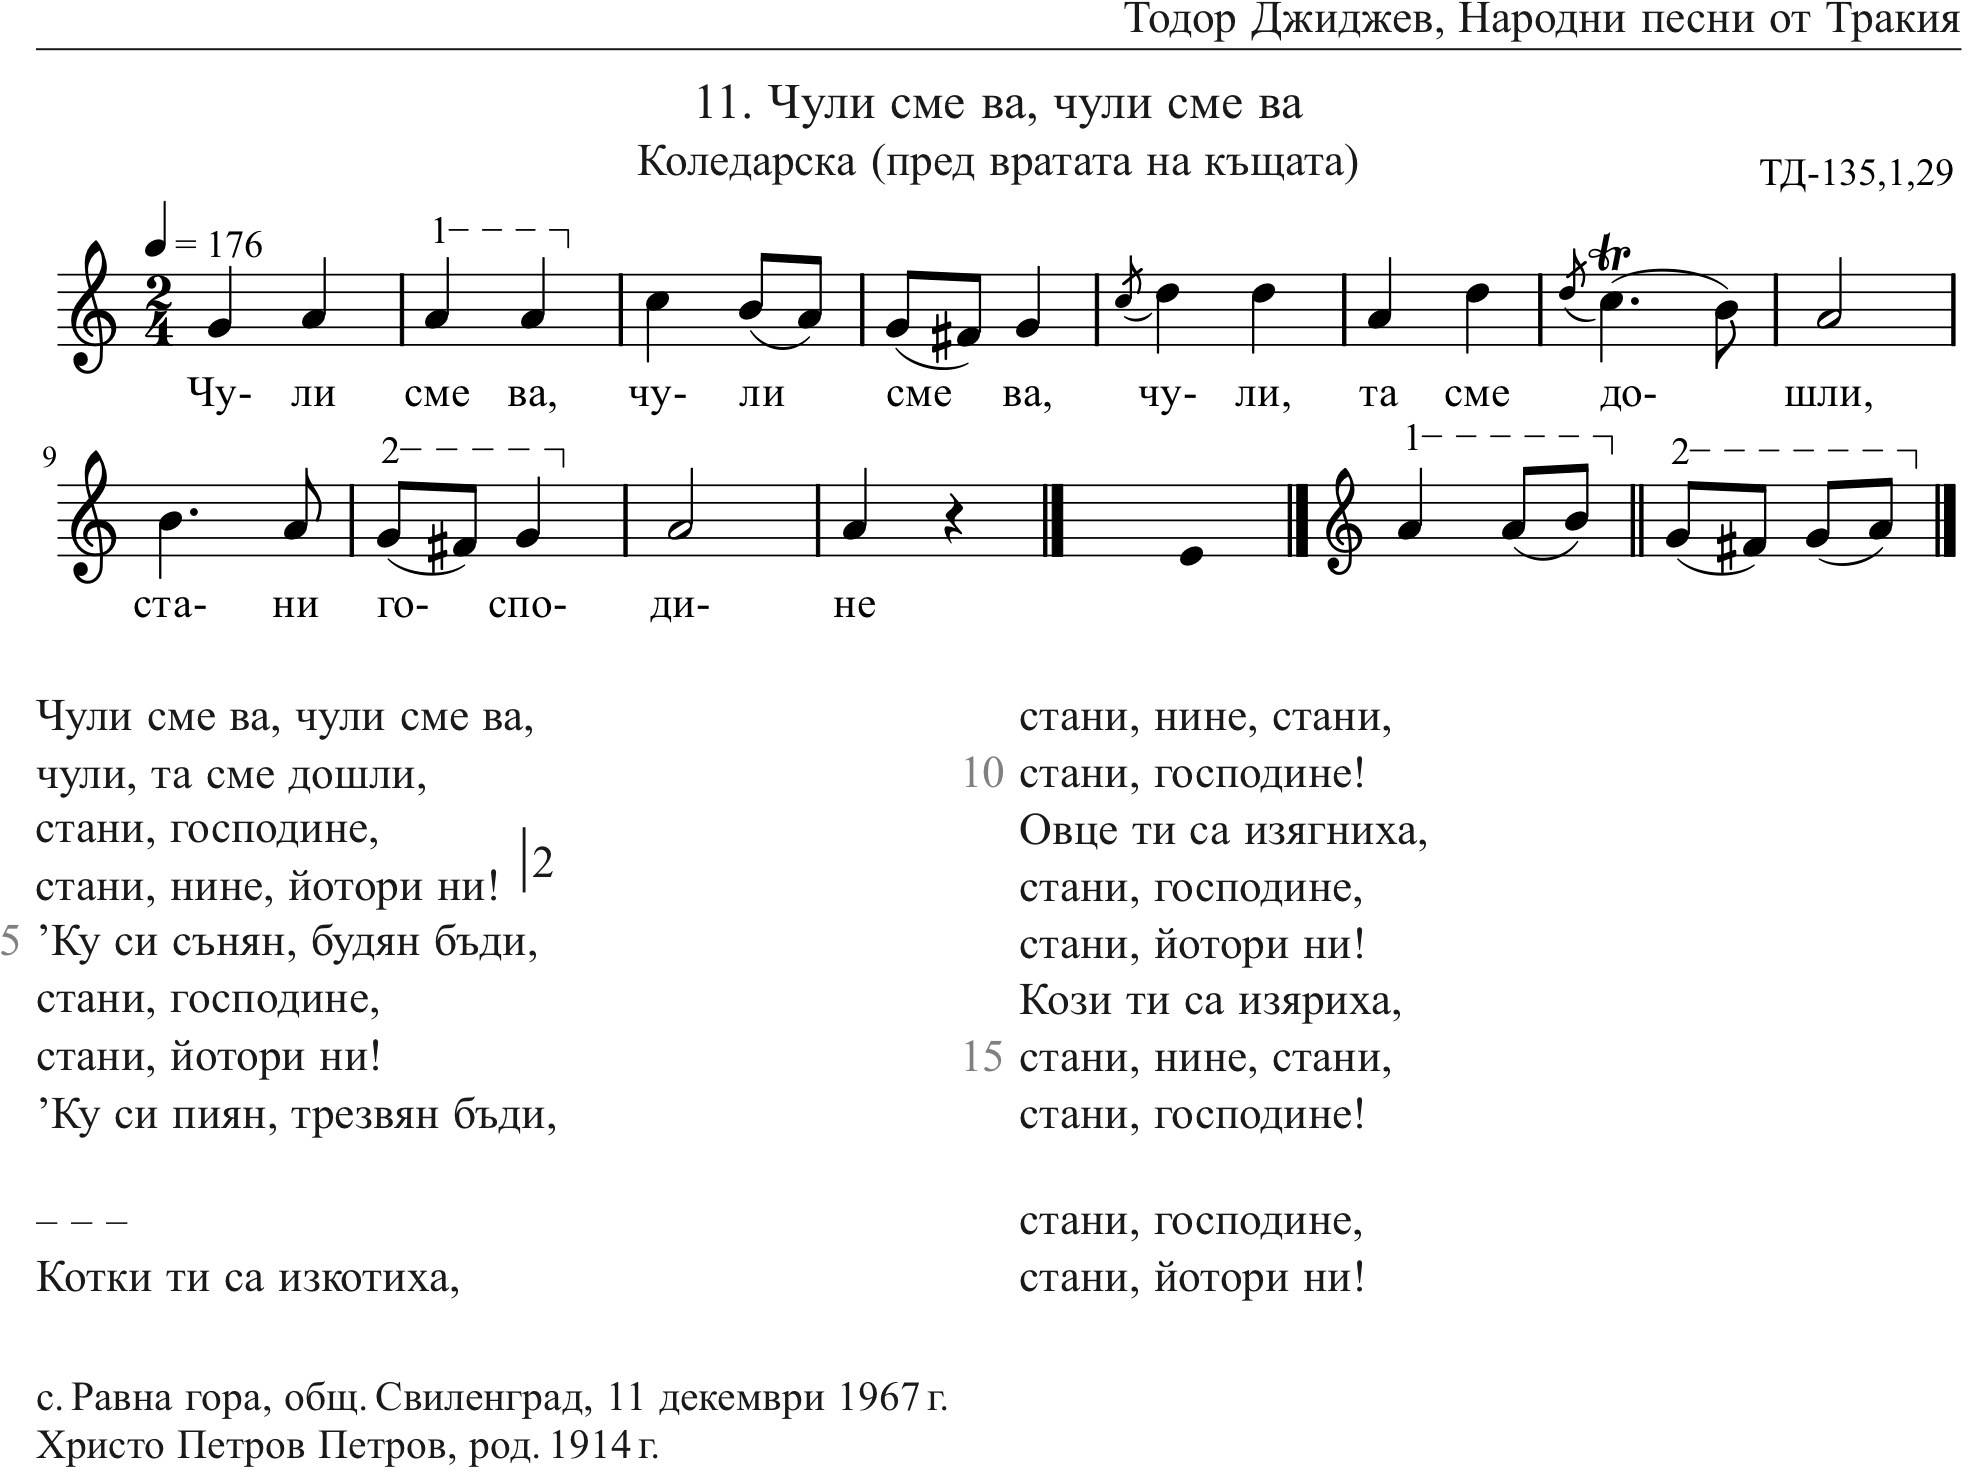 Тодор Джиджев, Народни песни от Тракия
11. Чули сме ва, чули сме ва
Коледарска (пред вратата на къщата)
ТД-135,1,29
= 176
1
2
4
Чу- ли сме ва, чу- ли сме ва, чу- ли, та сме до- шли,
9
2
1
2
ста- ни го- спо- ди- не
Чули сме ва, чули сме ва,
чули, та сме дошли,
стани, господине,
стани, нине, йотори ни! |2
5 ’Ку си сънян, будян бъди,
стани, господине,
стани, йотори ни!
’Ку си пиян, трезвян бъди,
стани, нине, стани,
10 стани, господине!
Овце ти са изягниха,
стани, господине,
стани, йотори ни!
Кози ти са изяриха,
15 стани, нине, стани,
стани, господине!
– – –
Котки ти са изкотиха,
стани, господине,
стани, йотори ни!
с. Равна гора, общ. Свиленград, 11 декември 1967 г.
Христо Петров Петров, род. 1914 г.